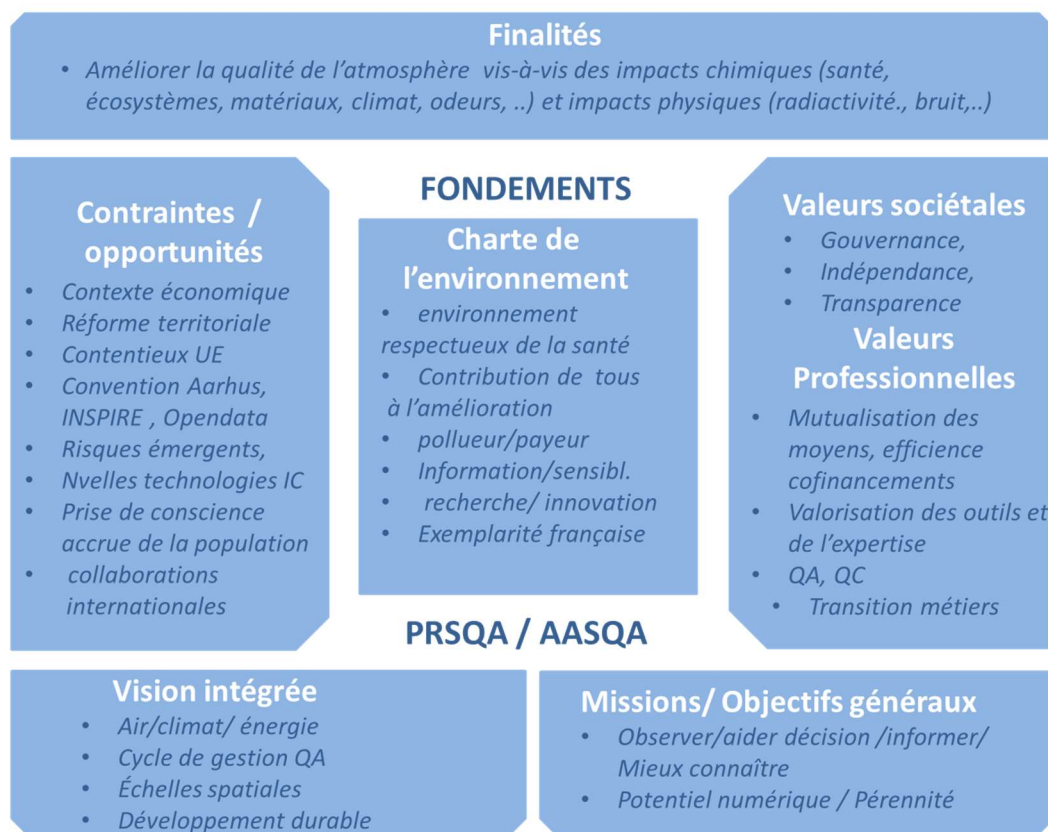 Finalités
• Améliorer la qualité de l’atmosphère vis-à-vis des impacts chimiques (santé,
écosystèmes, matériaux, climat, odeurs, ..) et impacts physiques (radiactivité., bruit,..)
Contraintes /
opportunités
• Contexte économique
• Réforme territoriale
• Contentieux UE
• Convention Aarhus,
INSPIRE , Opendata
• Risques émergents,
• Nvelles technologies IC
• Prise de conscience
accrue de la population
• collaborations
internationales
FONDEMENTS
Charte de
l’environnement
• environnement
respectueux de la santé
• Contribution de tous
à l’amélioration
• pollueur/payeur
• Information/sensibl.
• recherche/ innovation
• Exemplarité française
Valeurs sociétales
• Gouvernance,
• Indépendance,
• Transparence
Valeurs
Professionnelles
• Mutualisation des
moyens, efficience
cofinancements
• Valorisation des outils et
de l’expertise
• QA, QC
• Transition métiers
PRSQA / AASQA
Vision intégrée
• Air/climat/ énergie
• Cycle de gestion QA
• Échelles spatiales
• Développement durable
Missions/ Objectifs généraux
• Observer/aider décision /informer/
Mieux connaître
• Potentiel numérique / Pérennité